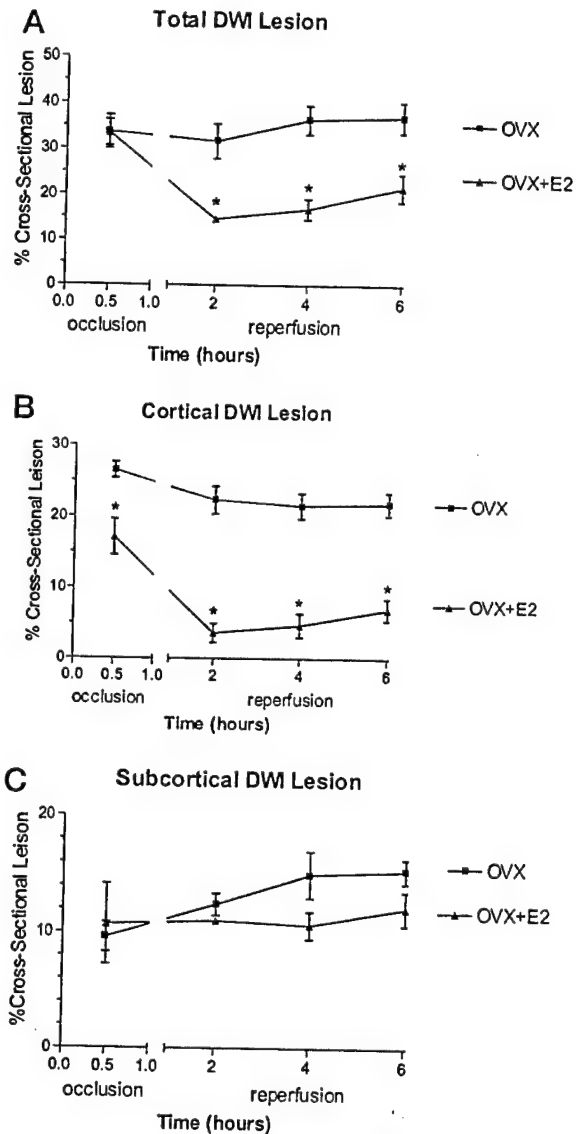 A
Total DWI Lesion
50
40
30
20
10
0
% Cross-Sectional Lesion
*
*
*
OVX
OVX+E2
0.0 0.5 1.0 2 4 6
occlusion reperfusion
Time (hours)
B
Cortical DWI Lesion
30
20
10
0
% Cross-Sectional Leison
*
*
*
*
OVX
OVX+E2
0.0 0.5 1.0 2 4 6
occlusion reperfusion
Time (hours)
C
Subcortical DWI Lesion
20
10
0
%Cross-Sectional Leison
OVX
OVX+E2
0.0 0.5 1.0 2 4 6
occlusion reperfusion
Time (hours)